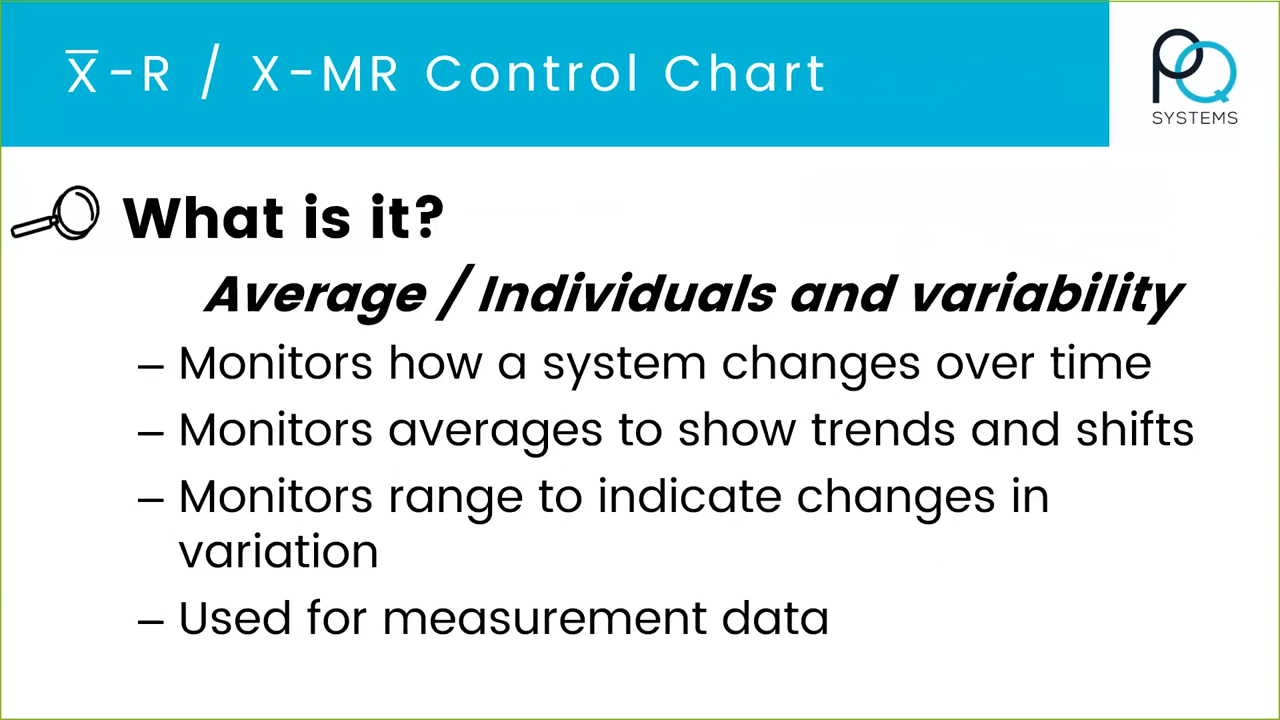 X̅-R / X-MR Control Chart
PQ
SYSTEMS
What is it?
Average / Individuals and variability
– Monitors how a system changes over time
– Monitors averages to show trends and shifts
– Monitors range to indicate changes in
variation
– Used for measurement data